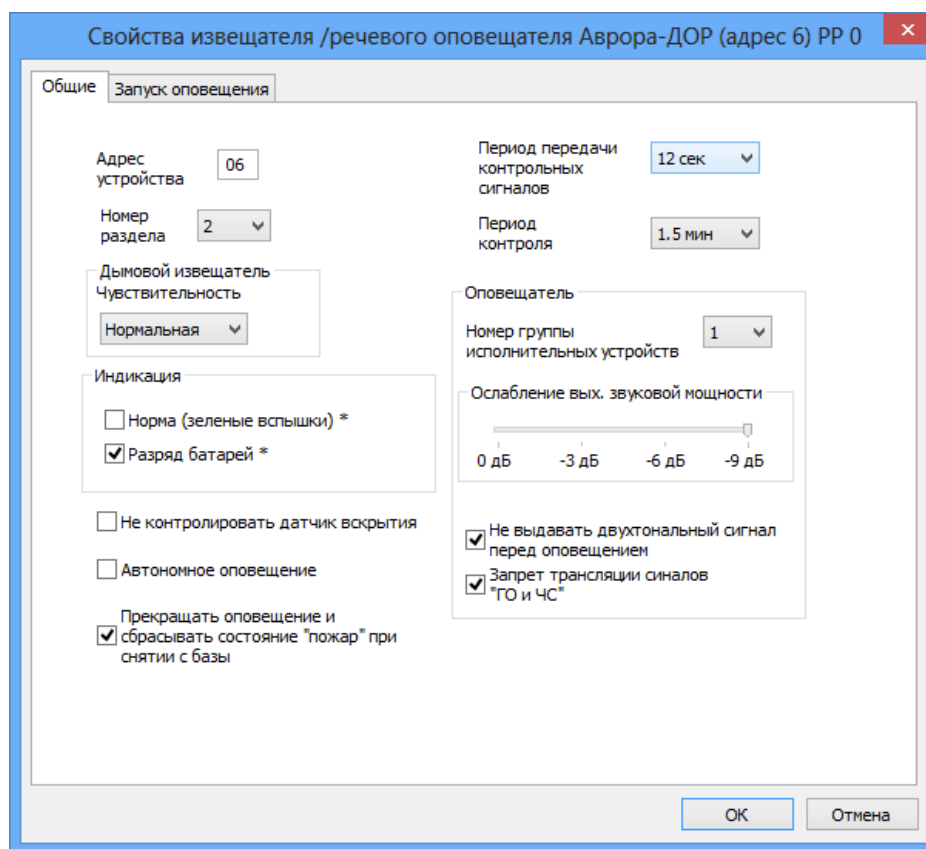 Свойства извещателя /речевого оповещателя Аврора-ДОР (адрес 6) РР 0
Общие
Запуск оповещения
Адрес
устройства
06
Номер
раздела
2
Дымовой извещатель
Чувствительность
Нормальная
Индикация
Норма (зеленые вспышки) *
Разряд батарей *
Не контролировать датчик вскрытия
Автономное оповещение
Прекращать оповещение и
сбрасывать состояние "пожар" при
снятии с базы
Период передачи
контрольных
сигналов
12 сек
Период
контроля
1.5 мин
Оповещатель
Номер группы
исполнительных устройств
1
Ослабление вых. звуковой мощности
0 дБ -3 дБ -6 дБ -9 дБ
Не выдавать двухтональный сигнал
перед оповещением
Запрет трансляции синалов
"ГО и ЧС"
OK
Отмена